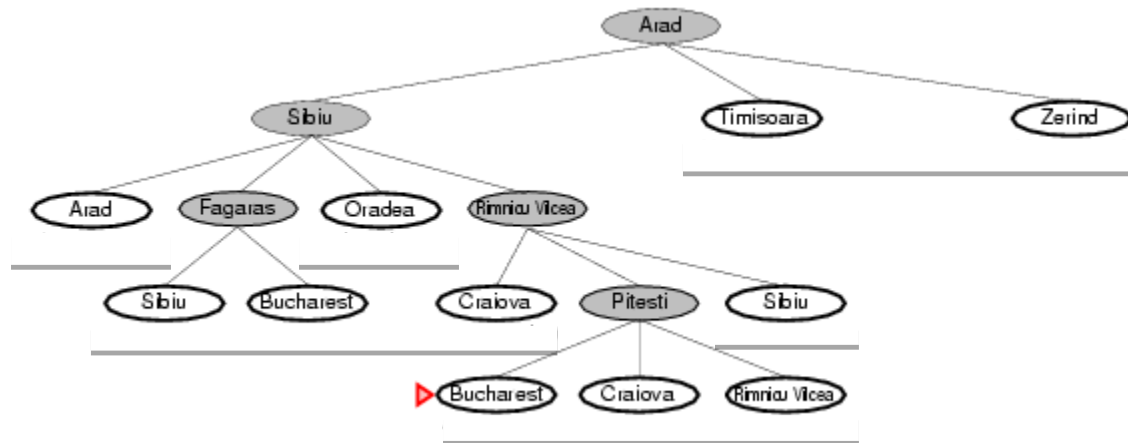 Arad
Sibiu
Timisoara
Zerind
Arad
Fagaras
Oradea
Rimnicu Vilcea
Sibiu
Bucharest
Craiova
Pitesti
Sibiu
Bucharest
Craiova
Rimnicu Vilcea